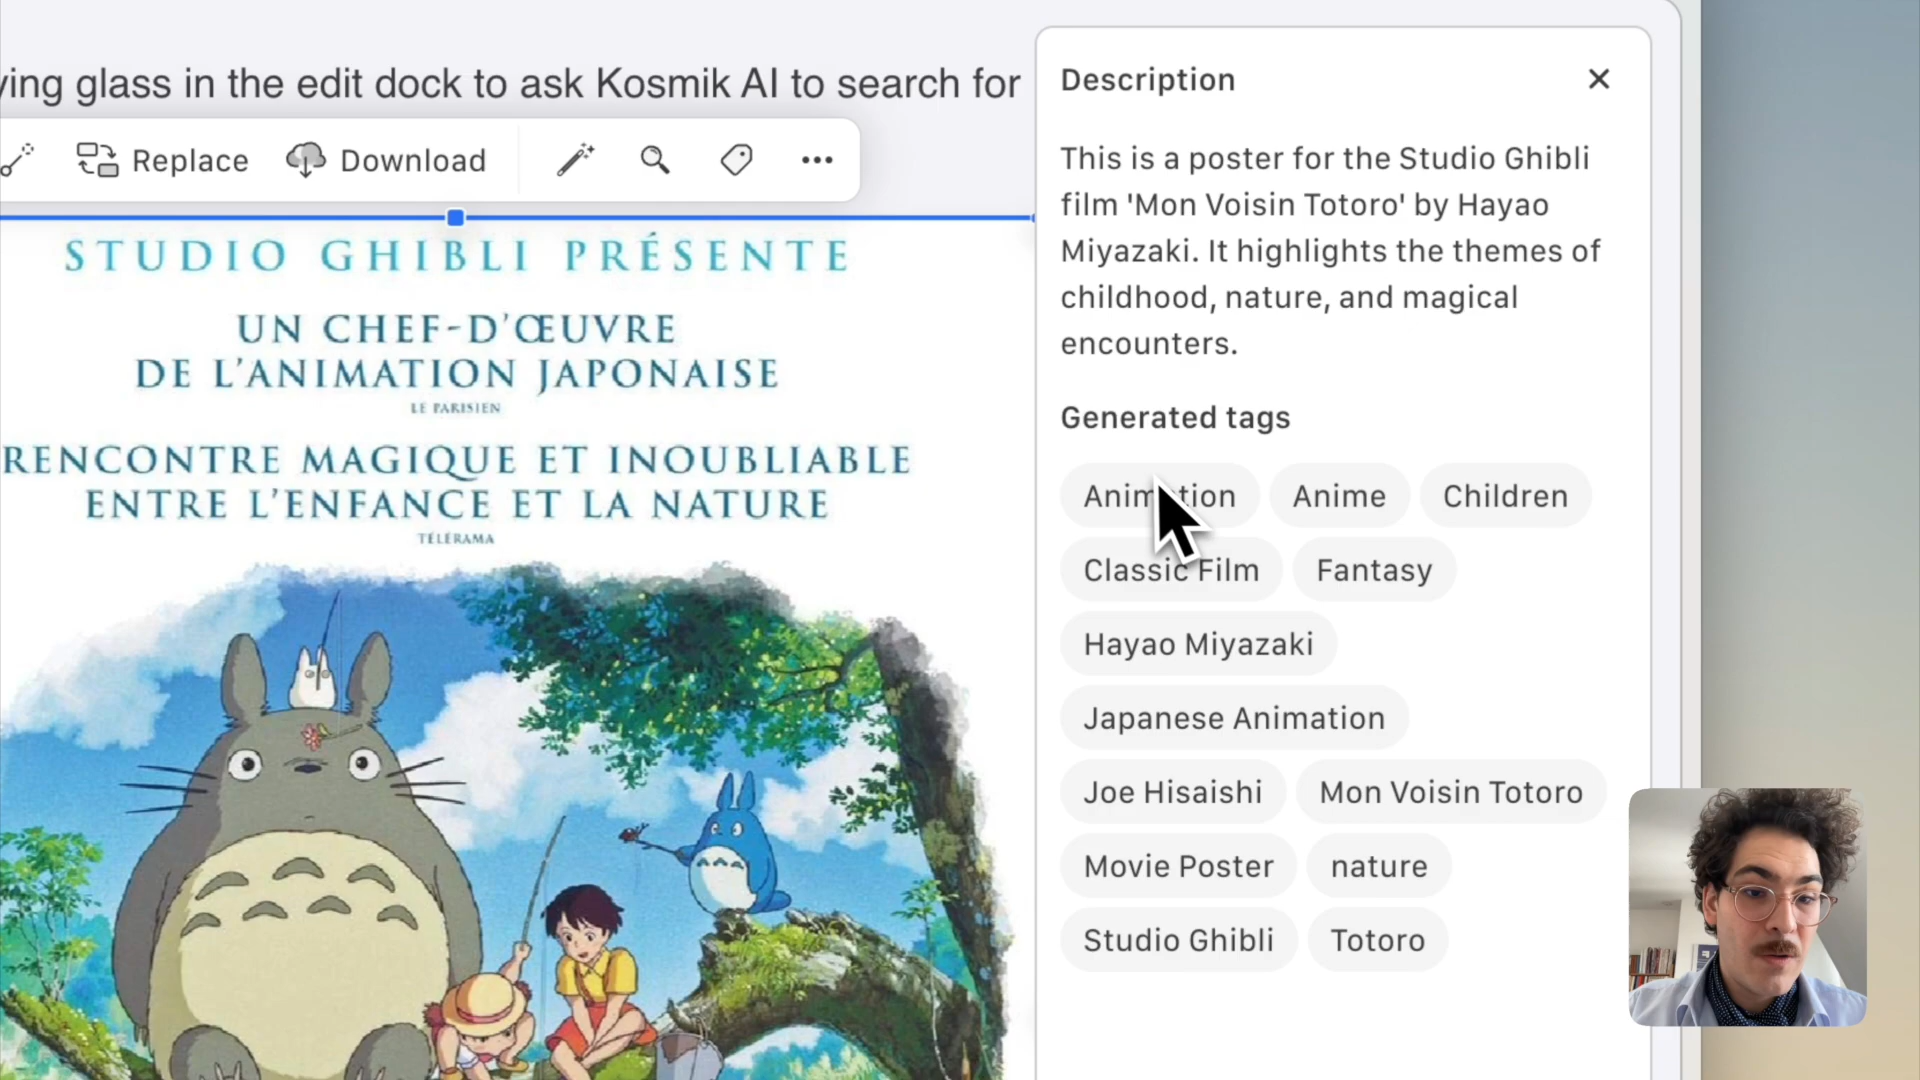 ying glass in the edit dock to ask Kosmik AI to search for
Replace
Download
STUDIO GHIBLI PRÉSENTE
UN CHEF-D'ŒUVRE
DE L'ANIMATION JAPONAISE
LE PARISIEN
RENCONTRE MAGIQUE ET INOUBLIABLE
ENTRE L'ENFANCE ET LA NATURE
TÉLÉRAMA
Description
This is a poster for the Studio Ghibli
film 'Mon Voisin Totoro' by Hayao
Miyazaki. It highlights the themes of
childhood, nature, and magical
encounters.
Generated tags
Animation Anime Children
Classic Film Fantasy
Hayao Miyazaki
Japanese Animation
Joe Hisaishi Mon Voisin Totoro
Movie Poster nature
Studio Ghibli Totoro